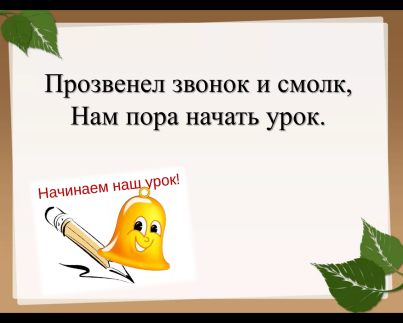 Прозвенел звонок и смолк,
Нам пора начать урок.
Начинаем наш урок!